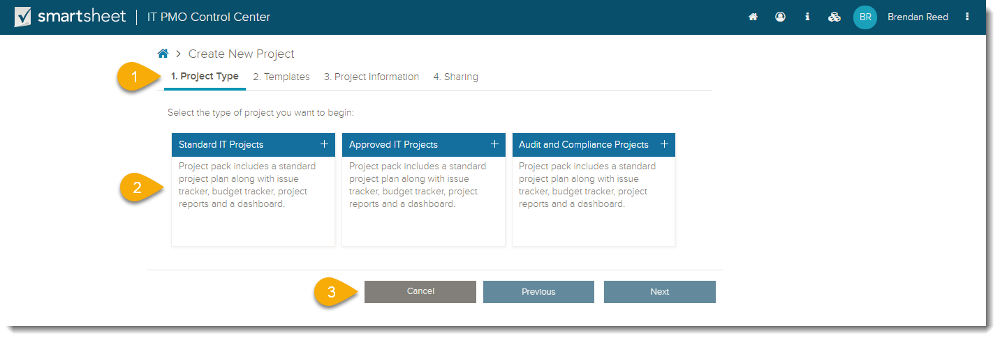 smartsheet IT PMO Control Center BR Brendan Reed
Create New Project
1 1. Project Type 2. Templates 3. Project Information 4. Sharing
Select the type of project you want to begin:
Standard IT Projects +
Project pack includes a standard
project plan along with issue
tracker, budget tracker, project
reports and a dashboard.
Approved IT Projects +
Project pack includes a standard
project plan along with issue
tracker, budget tracker, project
reports and a dashboard.
Audit and Compliance Projects +
Project pack includes a standard
project plan along with issue
tracker, budget tracker, project
reports and a dashboard.
2
3 Cancel Previous Next